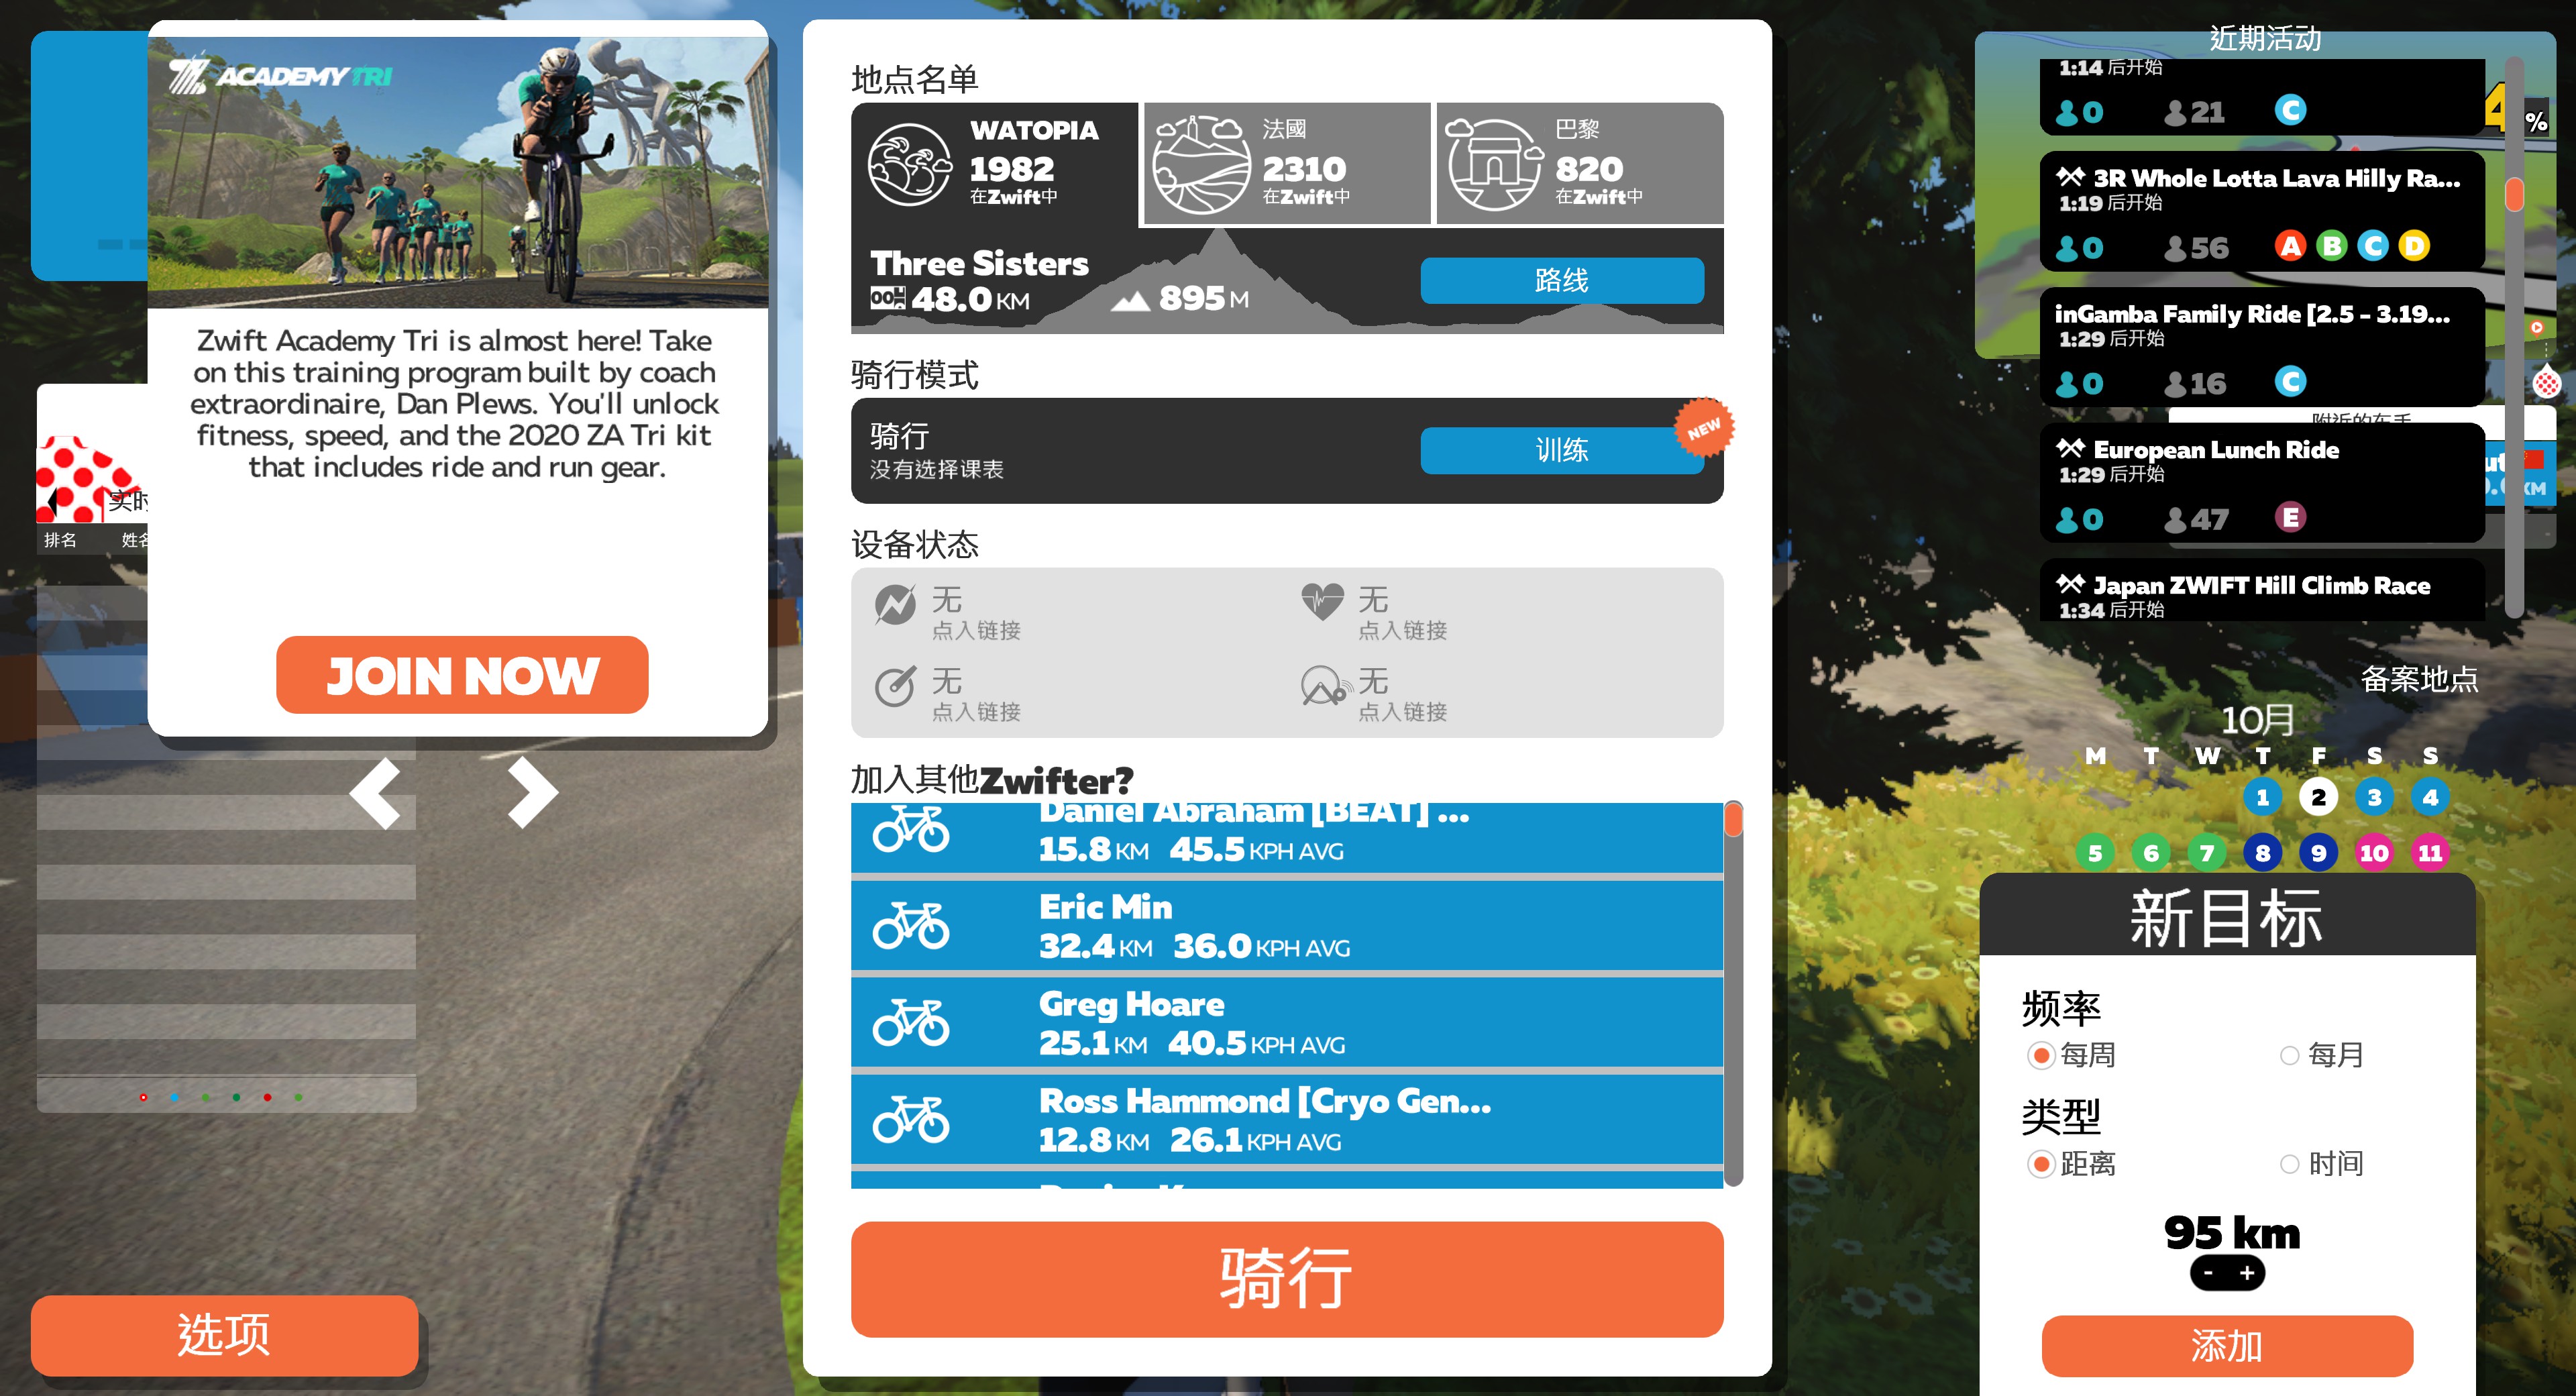 ACADEMY TRI
Zwift Academy Tri is almost here! Take
on this training program built by coach
extraordinaire, Dan Plews. You'll unlock
fitness, speed, and the 2020 ZA Tri kit
that includes ride and run gear.
JOIN NOW
实时
排名 姓名
选项
地点名单
WATOPIA
1982
在Zwift中
法國
2310
在Zwift中
巴黎
820
在Zwift中
Three Sisters
48.0 KM 895 M
路线
骑行模式
骑行
没有选择课表
训练
NEW
设备状态
无
点入链接
无
点入链接
无
点入链接
无
点入链接
加入其他Zwifter?
Daniel Abraham [BEAT] ...
15.8 KM 45.5 KPH AVG
Eric Min
32.4 KM 36.0 KPH AVG
Greg Hoare
25.1 KM 40.5 KPH AVG
Ross Hammond [Cryo Gen...
12.8 KM 26.1 KPH AVG
骑行
近期活动
1:14 后开始
0 21 C
4 %
3R Whole Lotta Lava Hilly Ra...
1:19 后开始
0 56 A B C D
inGamba Family Ride [2.5 - 3.19...
1:29 后开始
0 16 C
附近的车手
European Lunch Ride
1:29 后开始
0 47 E
KM
Japan ZWIFT Hill Climb Race
1:34 后开始
备案地点
10月
M T W T F S S
1 2 3 4
5 6 7 8 9 10 11
新目标
频率
每周 每月
类型
距离 时间
95 km
- +
添加